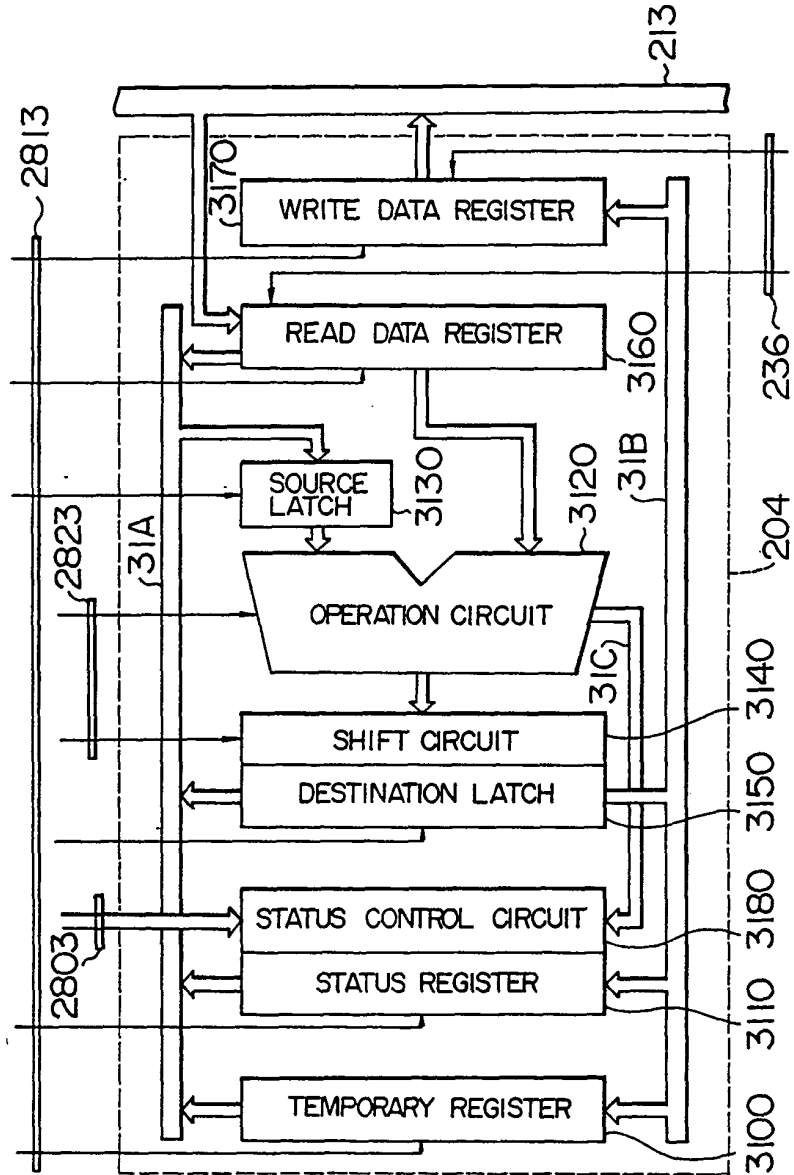 2813
213
3170
WRITE DATA REGISTER
READ DATA REGISTER
3160
236
SOURCE
LATCH
3130
31A
2823
3120
31B
OPERATION CIRCUIT
204
31C
SHIFT CIRCUIT
3140
DESTINATION LATCH
3150
2803
STATUS CONTROL CIRCUIT
3180
STATUS REGISTER
3110
TEMPORARY REGISTER
3100